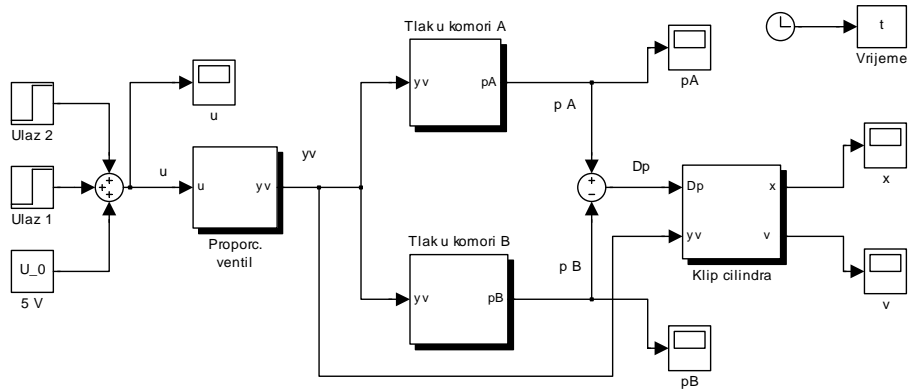 Tlak u komori A
yv
pA
p A
pA
t
Vrijeme
Ulaz 2
u
yv
u
u
yv
Proporc.
ventil
Ulaz 1
+
+
+
U_0
5 V
+
−
Dp
Dp
yv
x
v
Klip cilindra
x
v
Tlak u komori B
yv
pB
p B
pB